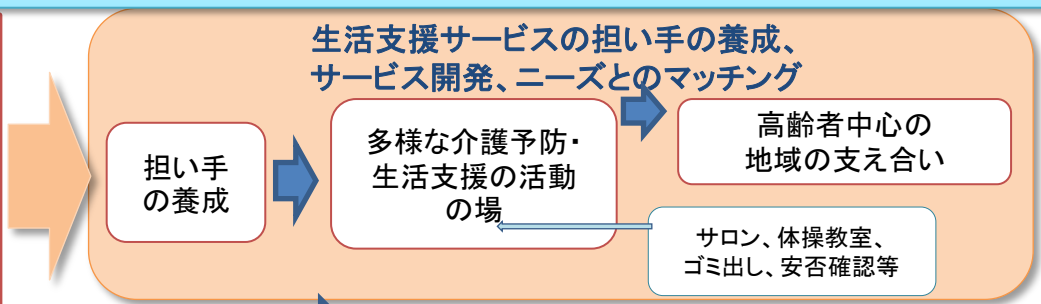 生活支援サービスの担い手の養成、
サービス開発、ニーズとのマッチング
担い手
の養成
多様な介護予防・
生活支援の活動
の場
高齢者中心の
地域の支え合い
サロン、体操教室、
ゴミ出し、安否確認等